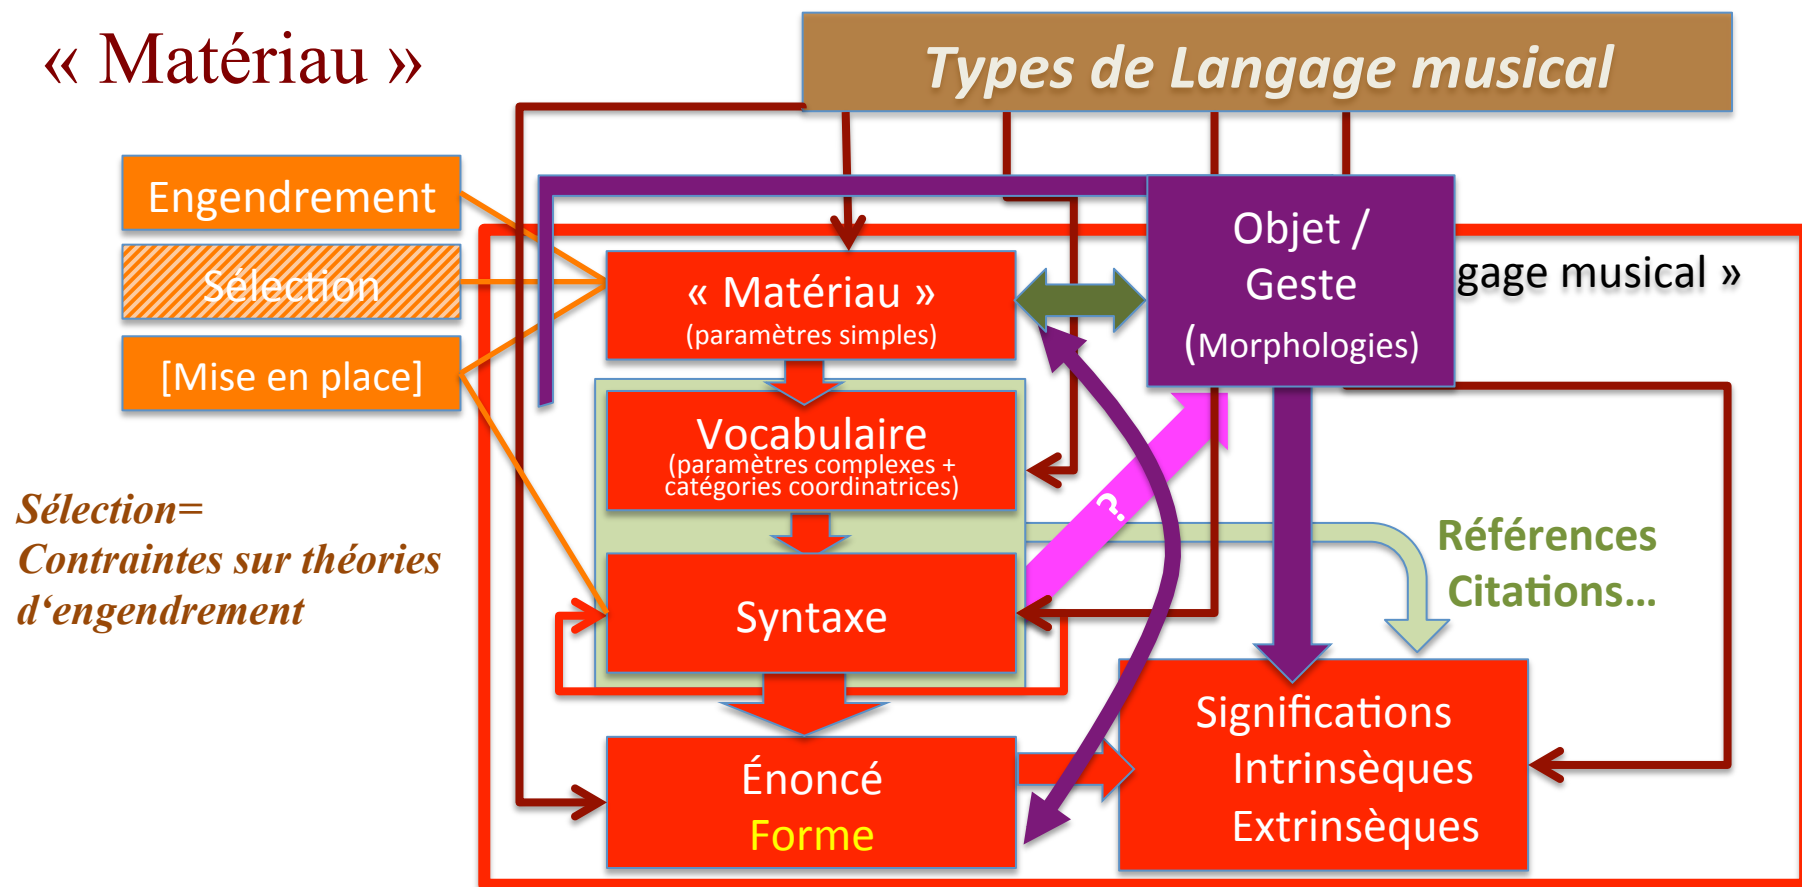 « Matériau »
Types de Langage musical
Engendrement
Sélection
[Mise en place]
Sélection=
Contraintes sur théories
d‘engendrement
« Matériau »
(paramètres simples)
Vocabulaire
(paramètres complexes +
catégories coordinatrices)
Syntaxe
Énoncé
Forme
Objet /
Geste
(Morphologies)
gage musical »
?
Références
Citations...
Significations
Intrinsèques
Extrinsèques